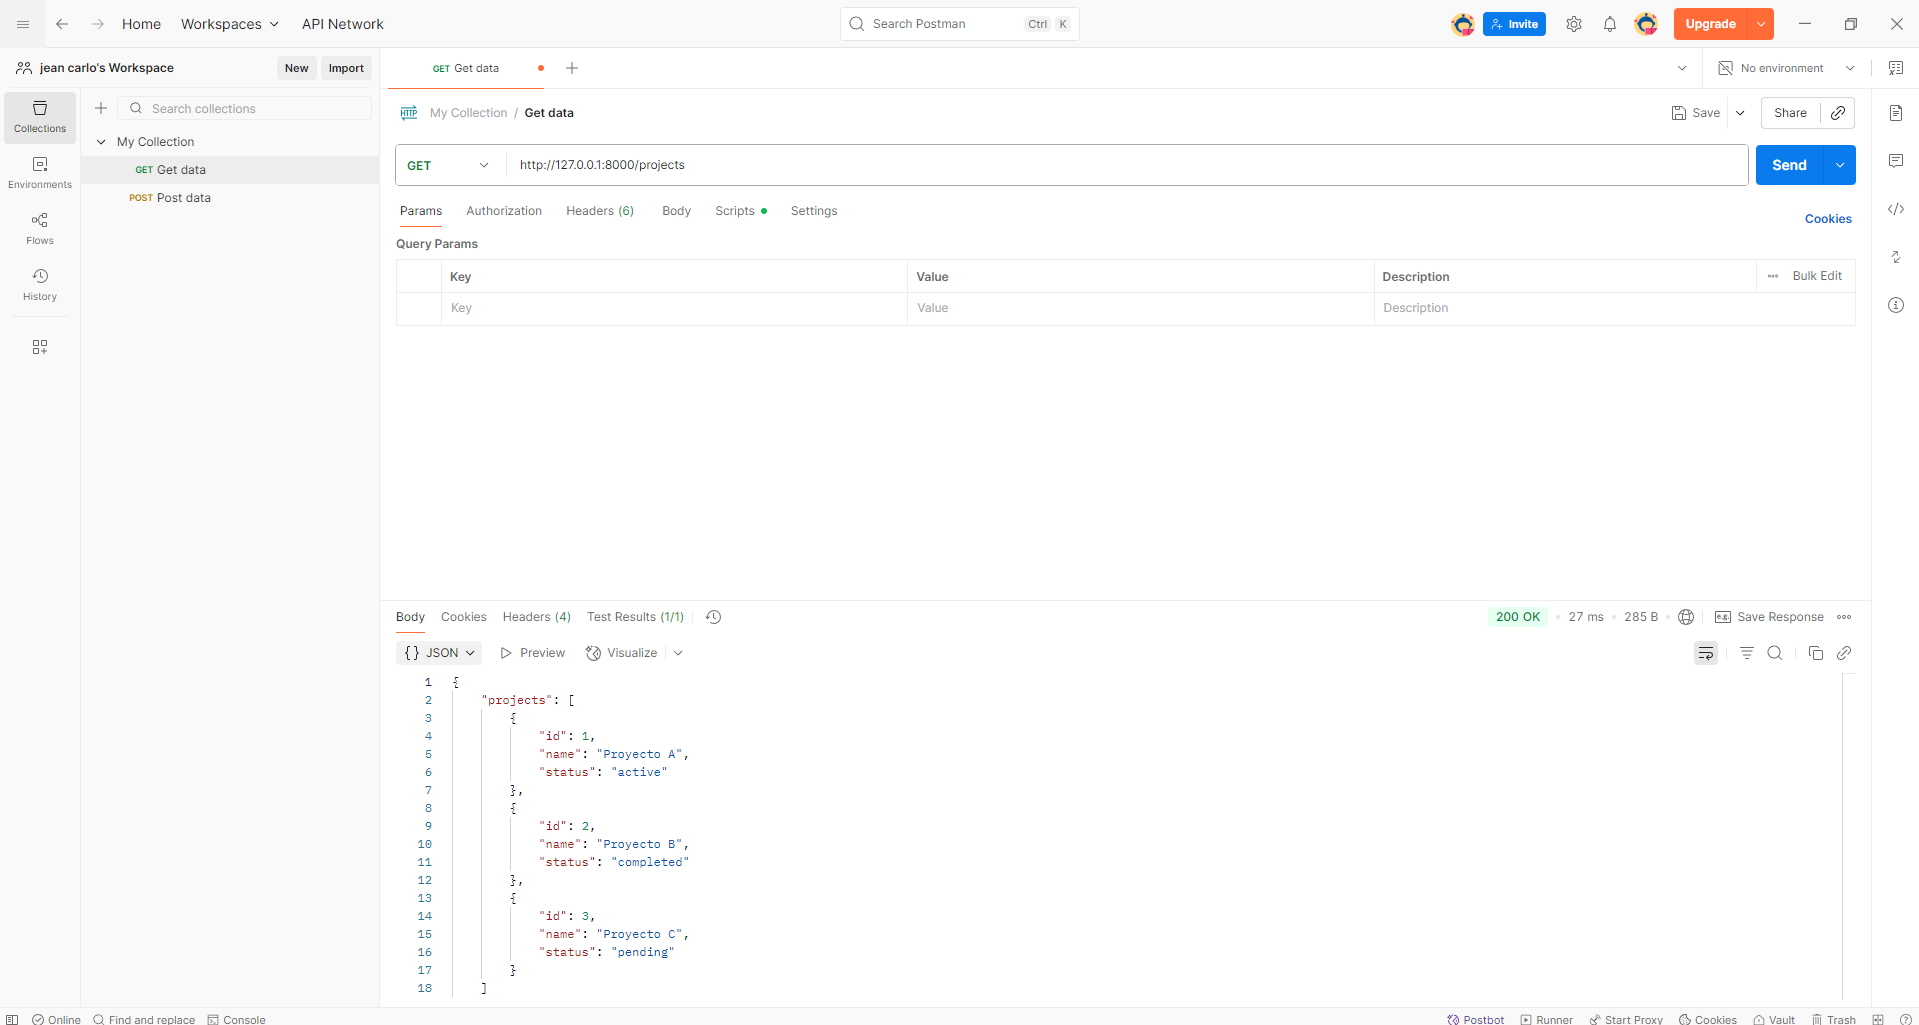 Home Workspaces API Network Search Postman Ctrl K Invite Upgrade
jean carlo's Workspace New Import GET Get data No environment
Search collections
Collections
My Collection
GET Get data
POST Post data
Environments
Flows
History
HTTP My Collection / Get data Save Share
GET http://127.0.0.1:8000/projects Send
Params Authorization Headers (6) Body Scripts Settings Cookies
Query Params
Key Value Description Bulk Edit
Key Value Description
Body Cookies Headers (4) Test Results (1/1) 200 OK 27 ms 285 B e.g. Save Response
{} JSON Preview Visualize
1 {
2 "projects": [
3 {
4 "id": 1,
5 "name": "Proyecto A",
6 "status": "active"
7 },
8 {
9 "id": 2,
10 "name": "Proyecto B",
11 "status": "completed"
12 },
13 {
14 "id": 3,
15 "name": "Proyecto C",
16 "status": "pending"
17 }
18 ]
Online Find and replace Console Postbot Runner Start Proxy Cookies Vault Trash